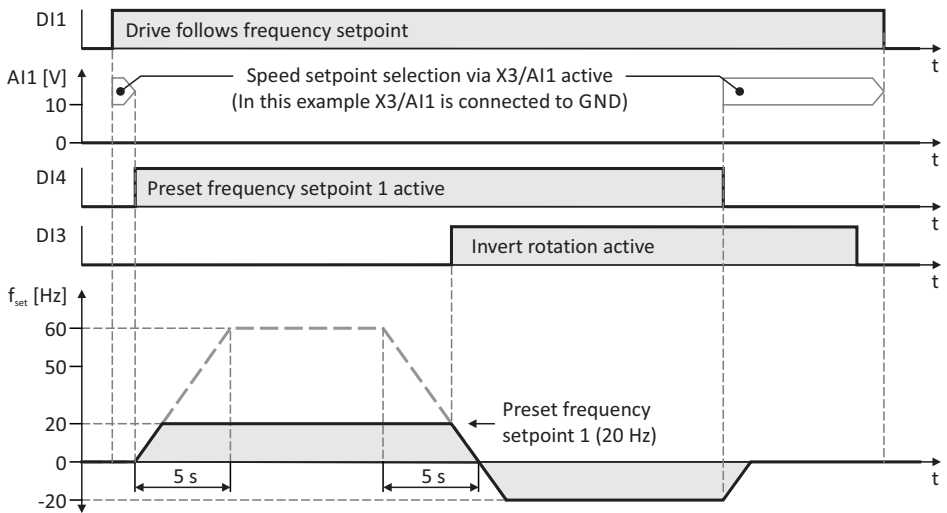 DI1
Drive follows frequency setpoint
t
AI1 [V]
Speed setpoint selection via X3/AI1 active
(In this example X3/AI1 is connected to GND)
10
0
t
DI4
Preset frequency setpoint 1 active
t
DI3
Invert rotation active
t
fset [Hz]
60
50
20
Preset frequency
setpoint 1 (20 Hz)
0
5 s
5 s
t
-20